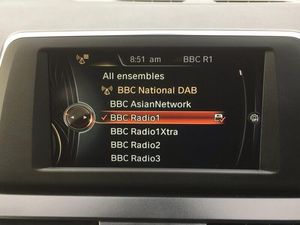 8:51 am BBC R1
All ensembles
BBC National DAB
BBC AsianNetwork
BBC Radio1
BBC Radio1Xtra
BBC Radio2
BBC Radio3